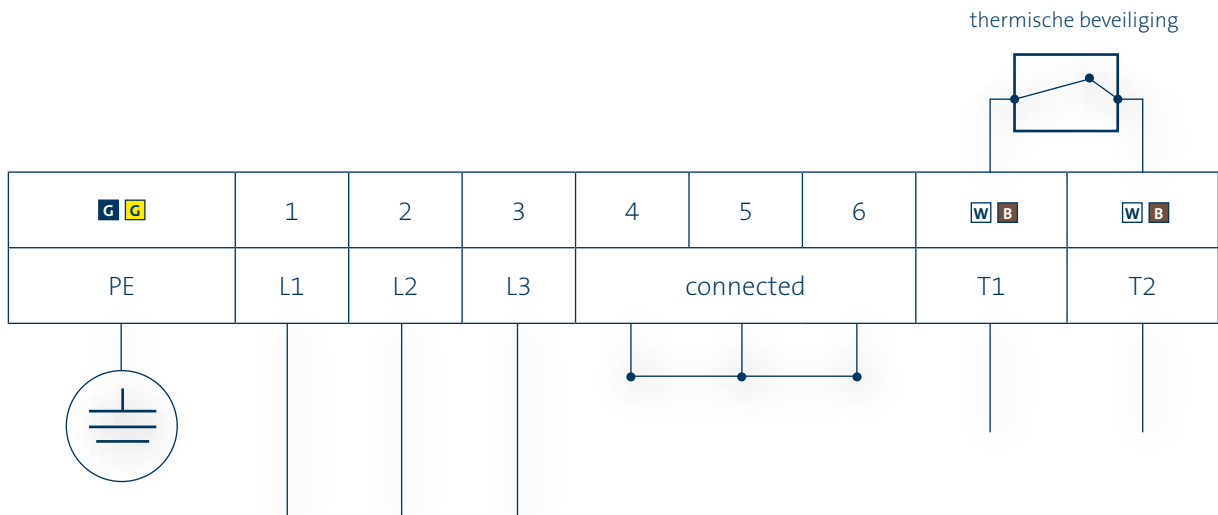 thermische beveiliging
G G 1 2 3 4 5 6 W B W B
PE L1 L2 L3 connected T1 T2